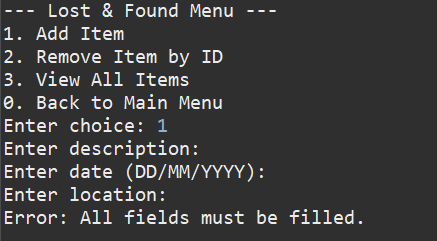 --- Lost & Found Menu ---
1. Add Item
2. Remove Item by ID
3. View All Items
0. Back to Main Menu
Enter choice: 1
Enter description:
Enter date (DD/MM/YYYY):
Enter location:
Error: All fields must be filled.